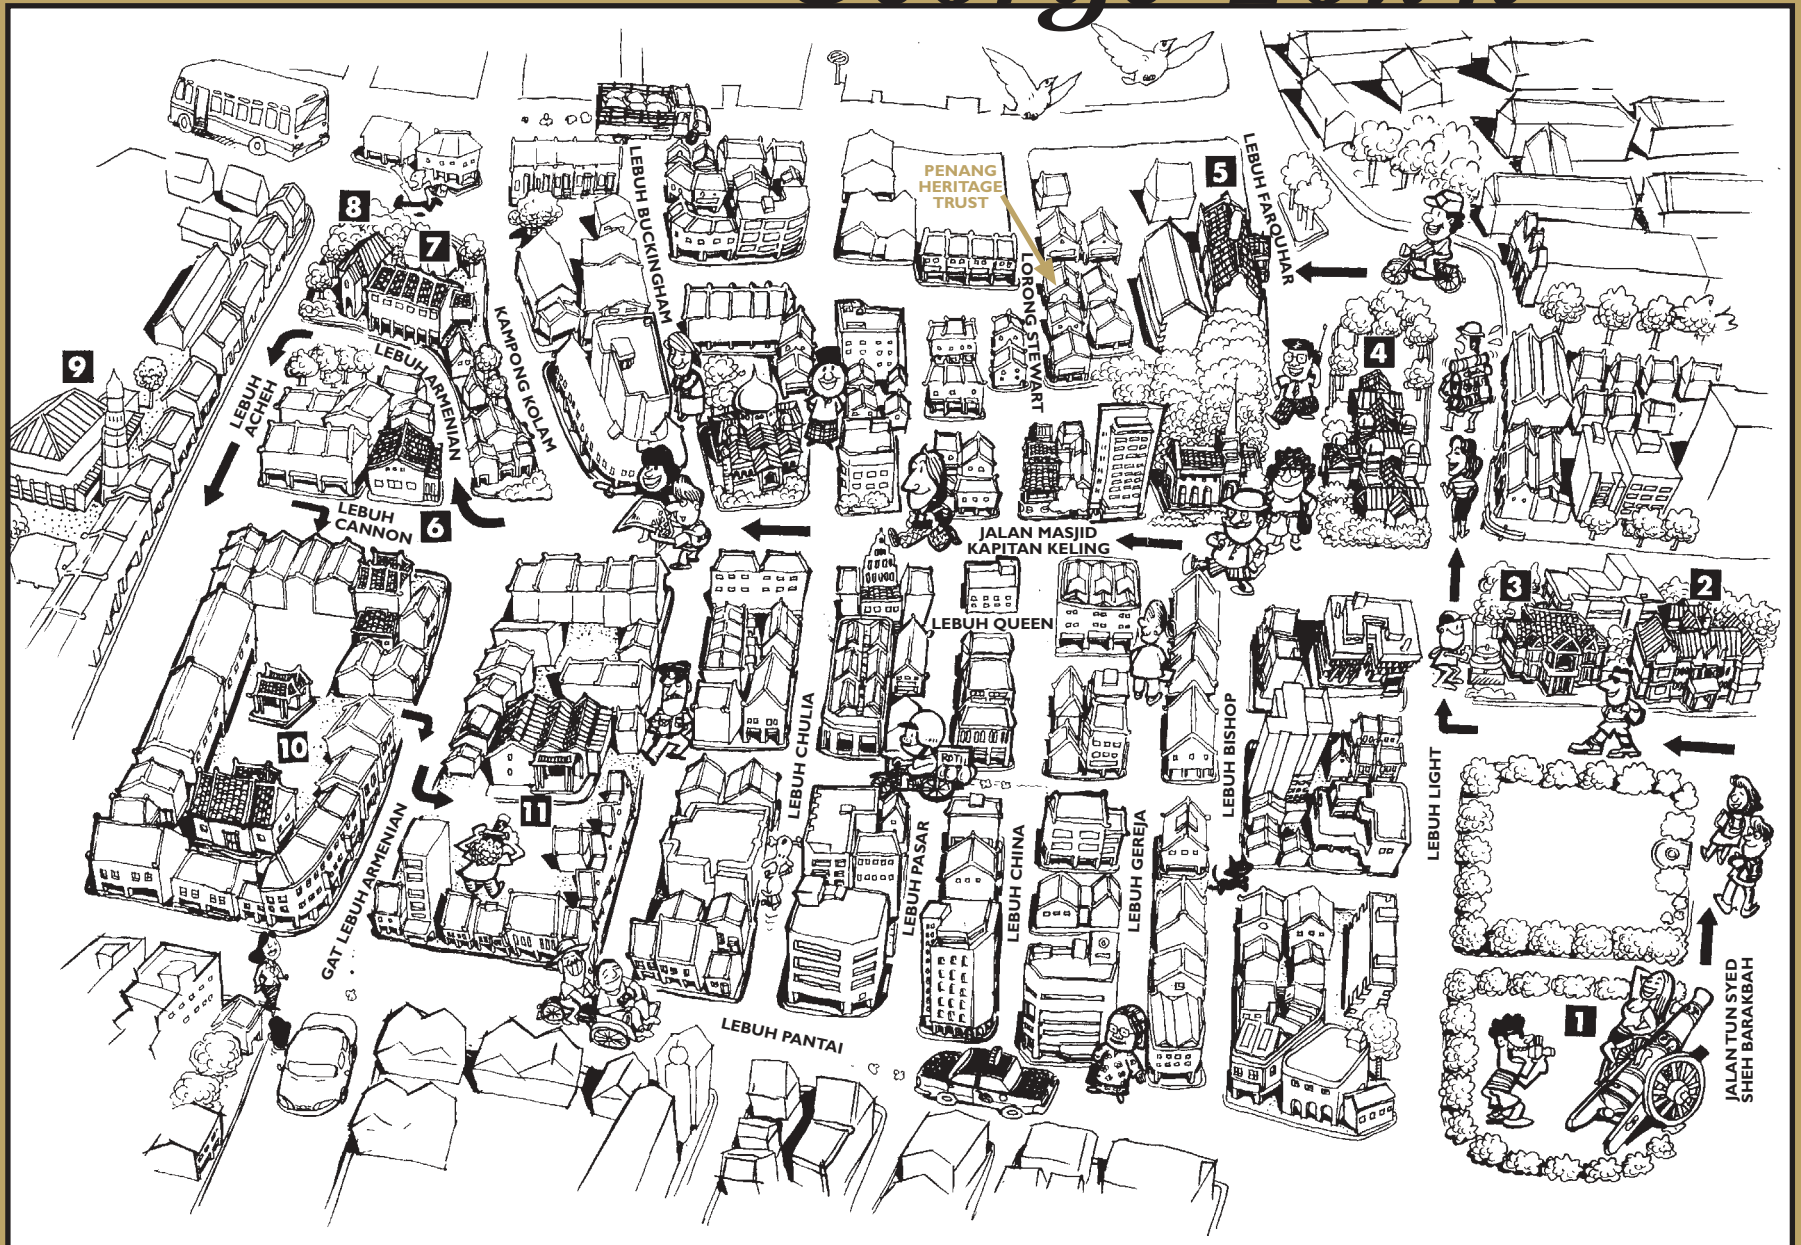 PENANG
HERITAGE
TRUST
5
LEBUH FARQUHAR
LEBUH BUCKINGHAM
8
7
LORONG STEWART
KAMPONG KOLAM
4
9
LEBUH ARMENIAN
LEBUH
ACHEH
LEBUH
CANNON
6
JALAN MASJID
KAPITAN KELING
3
2
LEBUH QUEEN
LEBUH CHULIA
LEBUH BISHOP
10
LEBUH LIGHT
ROTI
11
GAT LEBUH ARMENIAN
LEBUH PASAR
LEBUH CHINA
LEBUH GEREJA
1
JALAN TUN SYED
SHEH BARAKBAH
LEBUH PANTAI